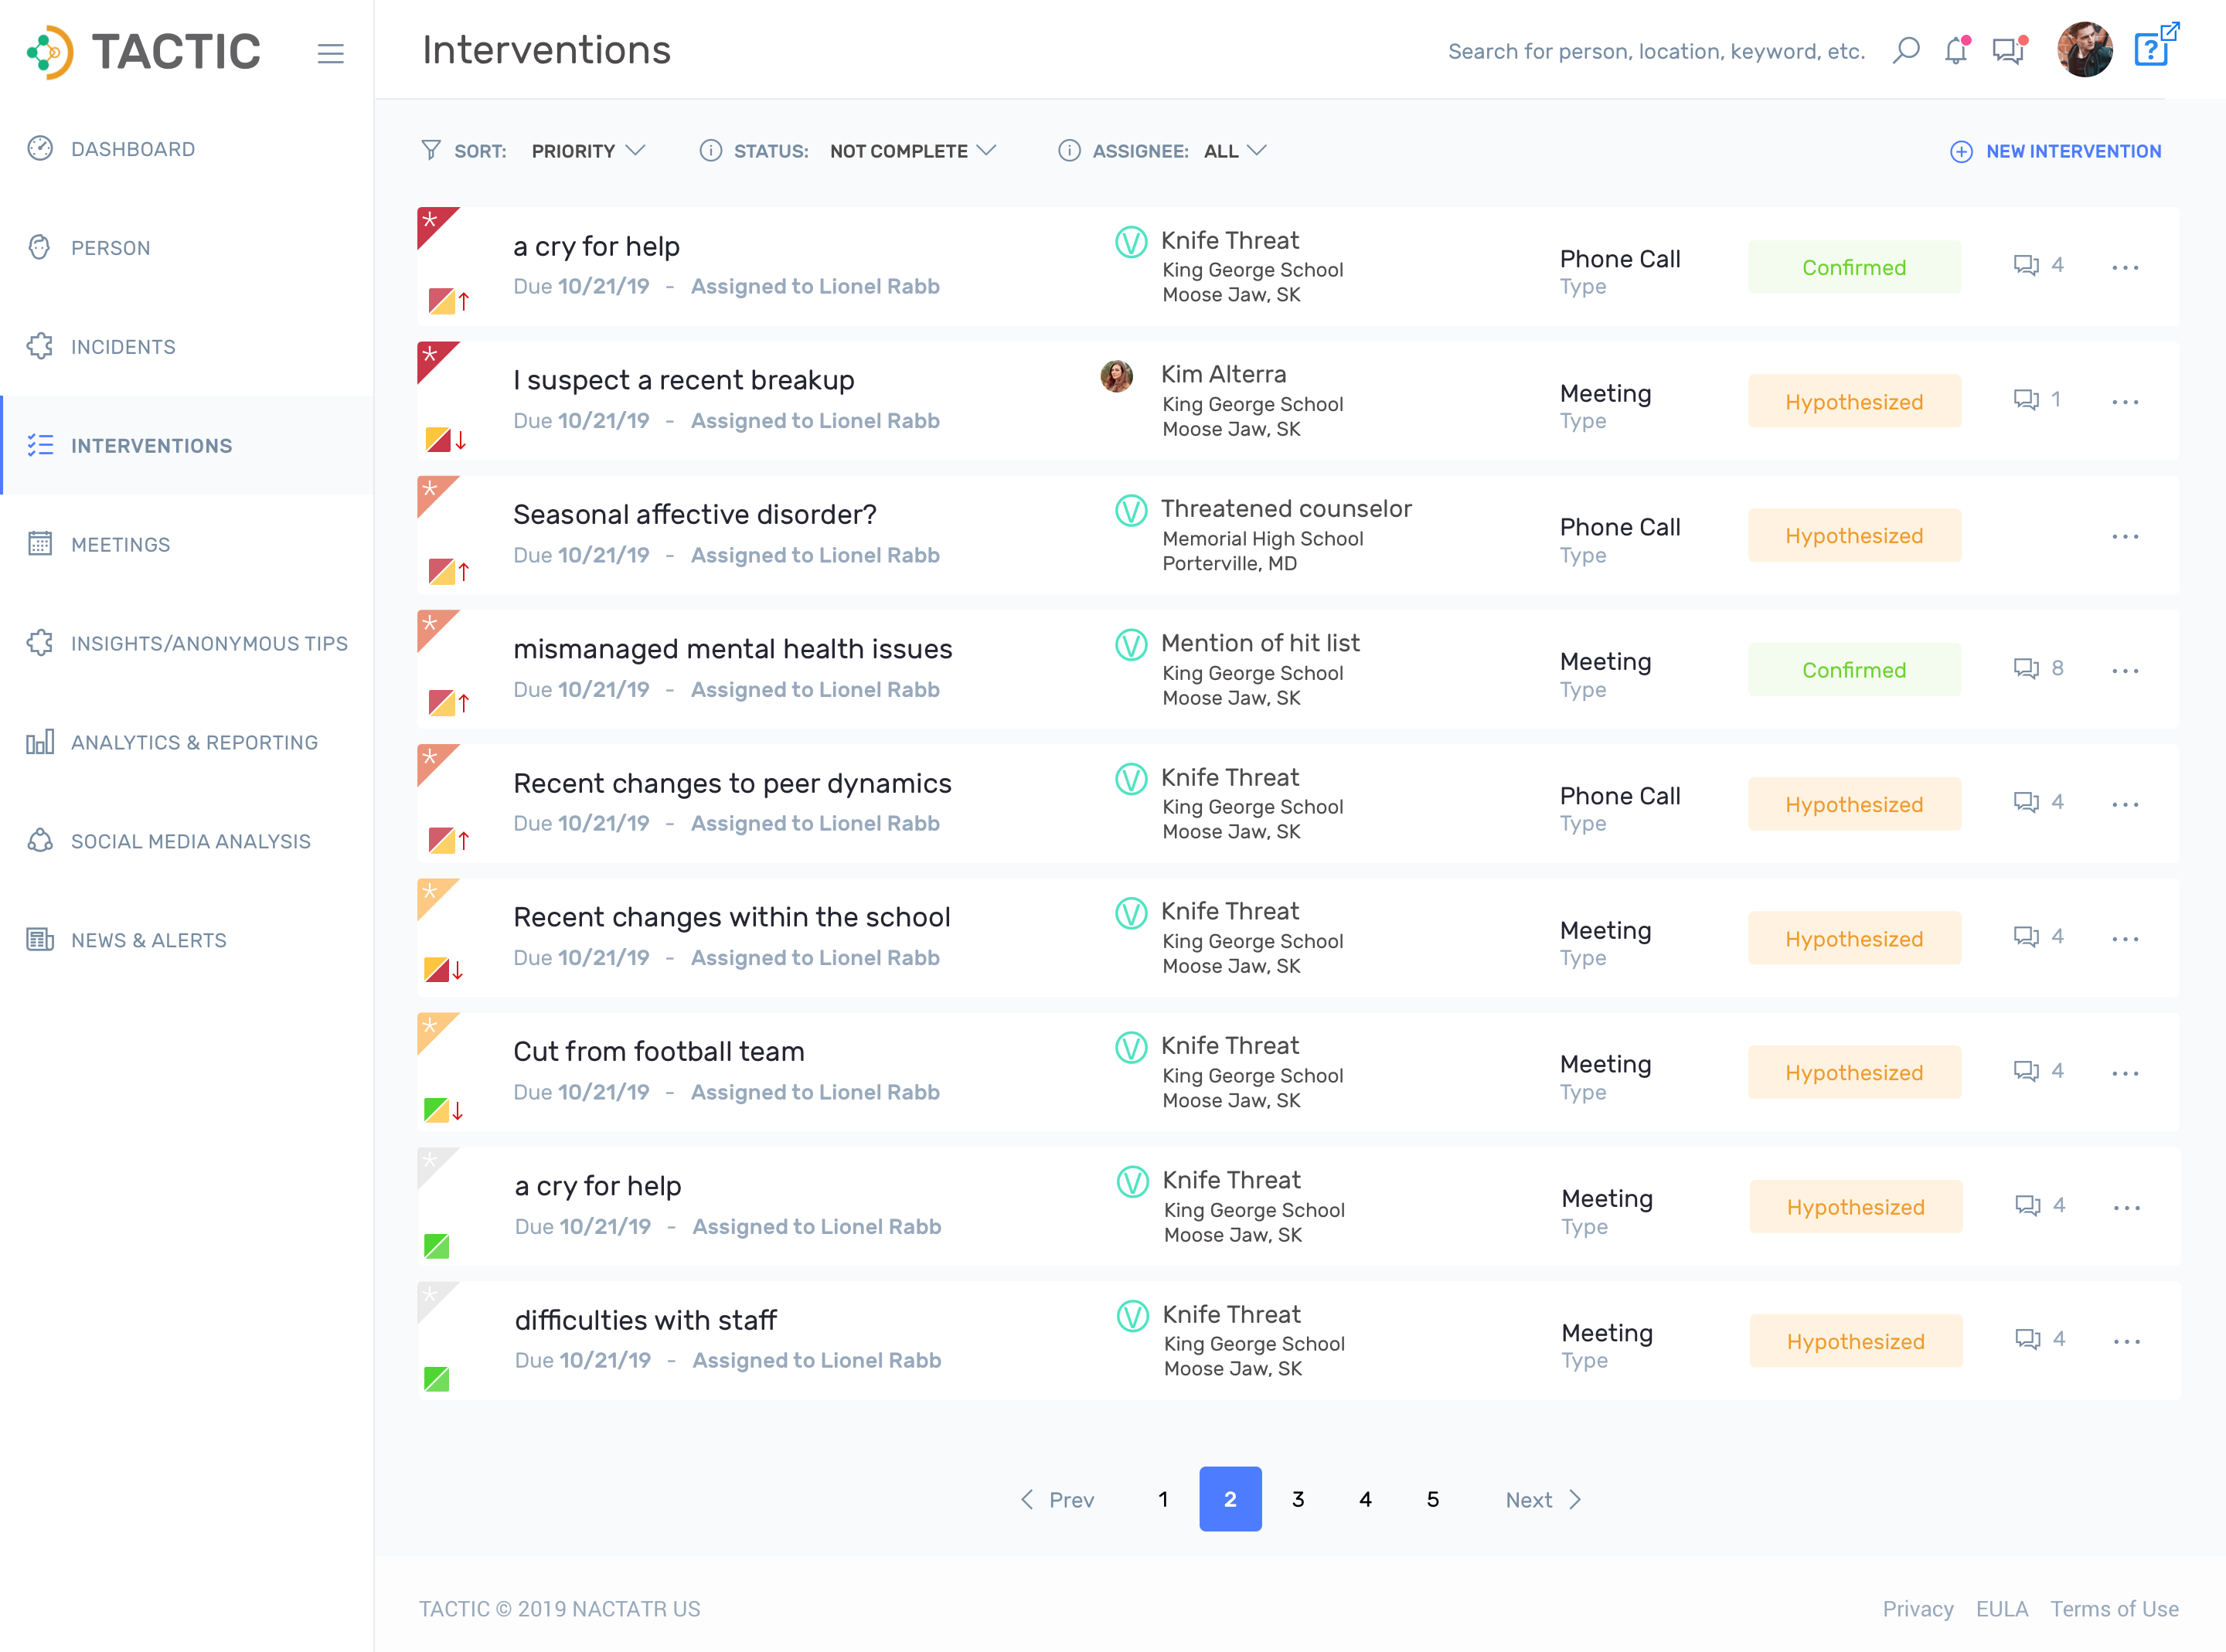 TACTIC
Interventions
Search for person, location, keyword, etc.
DASHBOARD
PERSON
INCIDENTS
INTERVENTIONS
MEETINGS
INSIGHTS/ANONYMOUS TIPS
ANALYTICS & REPORTING
SOCIAL MEDIA ANALYSIS
NEWS & ALERTS
SORT: PRIORITY STATUS: NOT COMPLETE ASSIGNEE: ALL NEW INTERVENTION
a cry for help
Due 10/21/19 - Assigned to Lionel Rabb
Knife Threat
King George School
Moose Jaw, SK
Phone Call
Type
Confirmed
4
I suspect a recent breakup
Due 10/21/19 - Assigned to Lionel Rabb
Kim Alterra
King George School
Moose Jaw, SK
Meeting
Type
Hypothesized
1
Seasonal affective disorder?
Due 10/21/19 - Assigned to Lionel Rabb
Threatened counselor
Memorial High School
Porterville, MD
Phone Call
Type
Hypothesized
mismanaged mental health issues
Due 10/21/19 - Assigned to Lionel Rabb
Mention of hit list
King George School
Moose Jaw, SK
Meeting
Type
Confirmed
8
Recent changes to peer dynamics
Due 10/21/19 - Assigned to Lionel Rabb
Knife Threat
King George School
Moose Jaw, SK
Phone Call
Type
Hypothesized
4
Recent changes within the school
Due 10/21/19 - Assigned to Lionel Rabb
Knife Threat
King George School
Moose Jaw, SK
Meeting
Type
Hypothesized
4
Cut from football team
Due 10/21/19 - Assigned to Lionel Rabb
Knife Threat
King George School
Moose Jaw, SK
Meeting
Type
Hypothesized
4
a cry for help
Due 10/21/19 - Assigned to Lionel Rabb
Knife Threat
King George School
Moose Jaw, SK
Meeting
Type
Hypothesized
4
difficulties with staff
Due 10/21/19 - Assigned to Lionel Rabb
Knife Threat
King George School
Moose Jaw, SK
Meeting
Type
Hypothesized
4
Prev 1 2 3 4 5 Next
TACTIC © 2019 NACTATR US
Privacy EULA Terms of Use